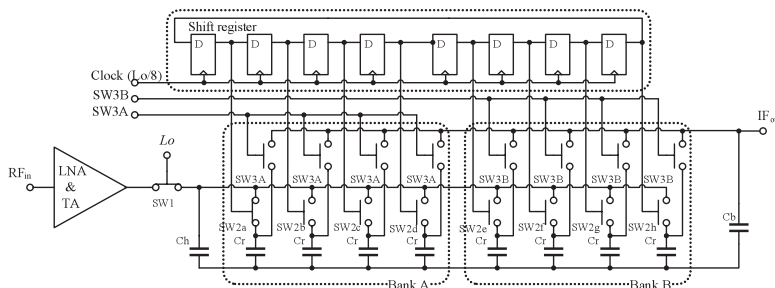 Shift register
D D D D D D D D
Clock (Lo/8)
SW3B
SW3A
IFo
Lo
RFin
LNA
&
TA
SW1
SW3A SW3A SW3A SW3A SW3B SW3B SW3B SW3B
SW2a SW2b SW2c SW2d SW2e SW2f SW2g SW2h
Ch Cr Cr Cr Cr Cr Cr Cr Cr Cb
Bank A Bank B